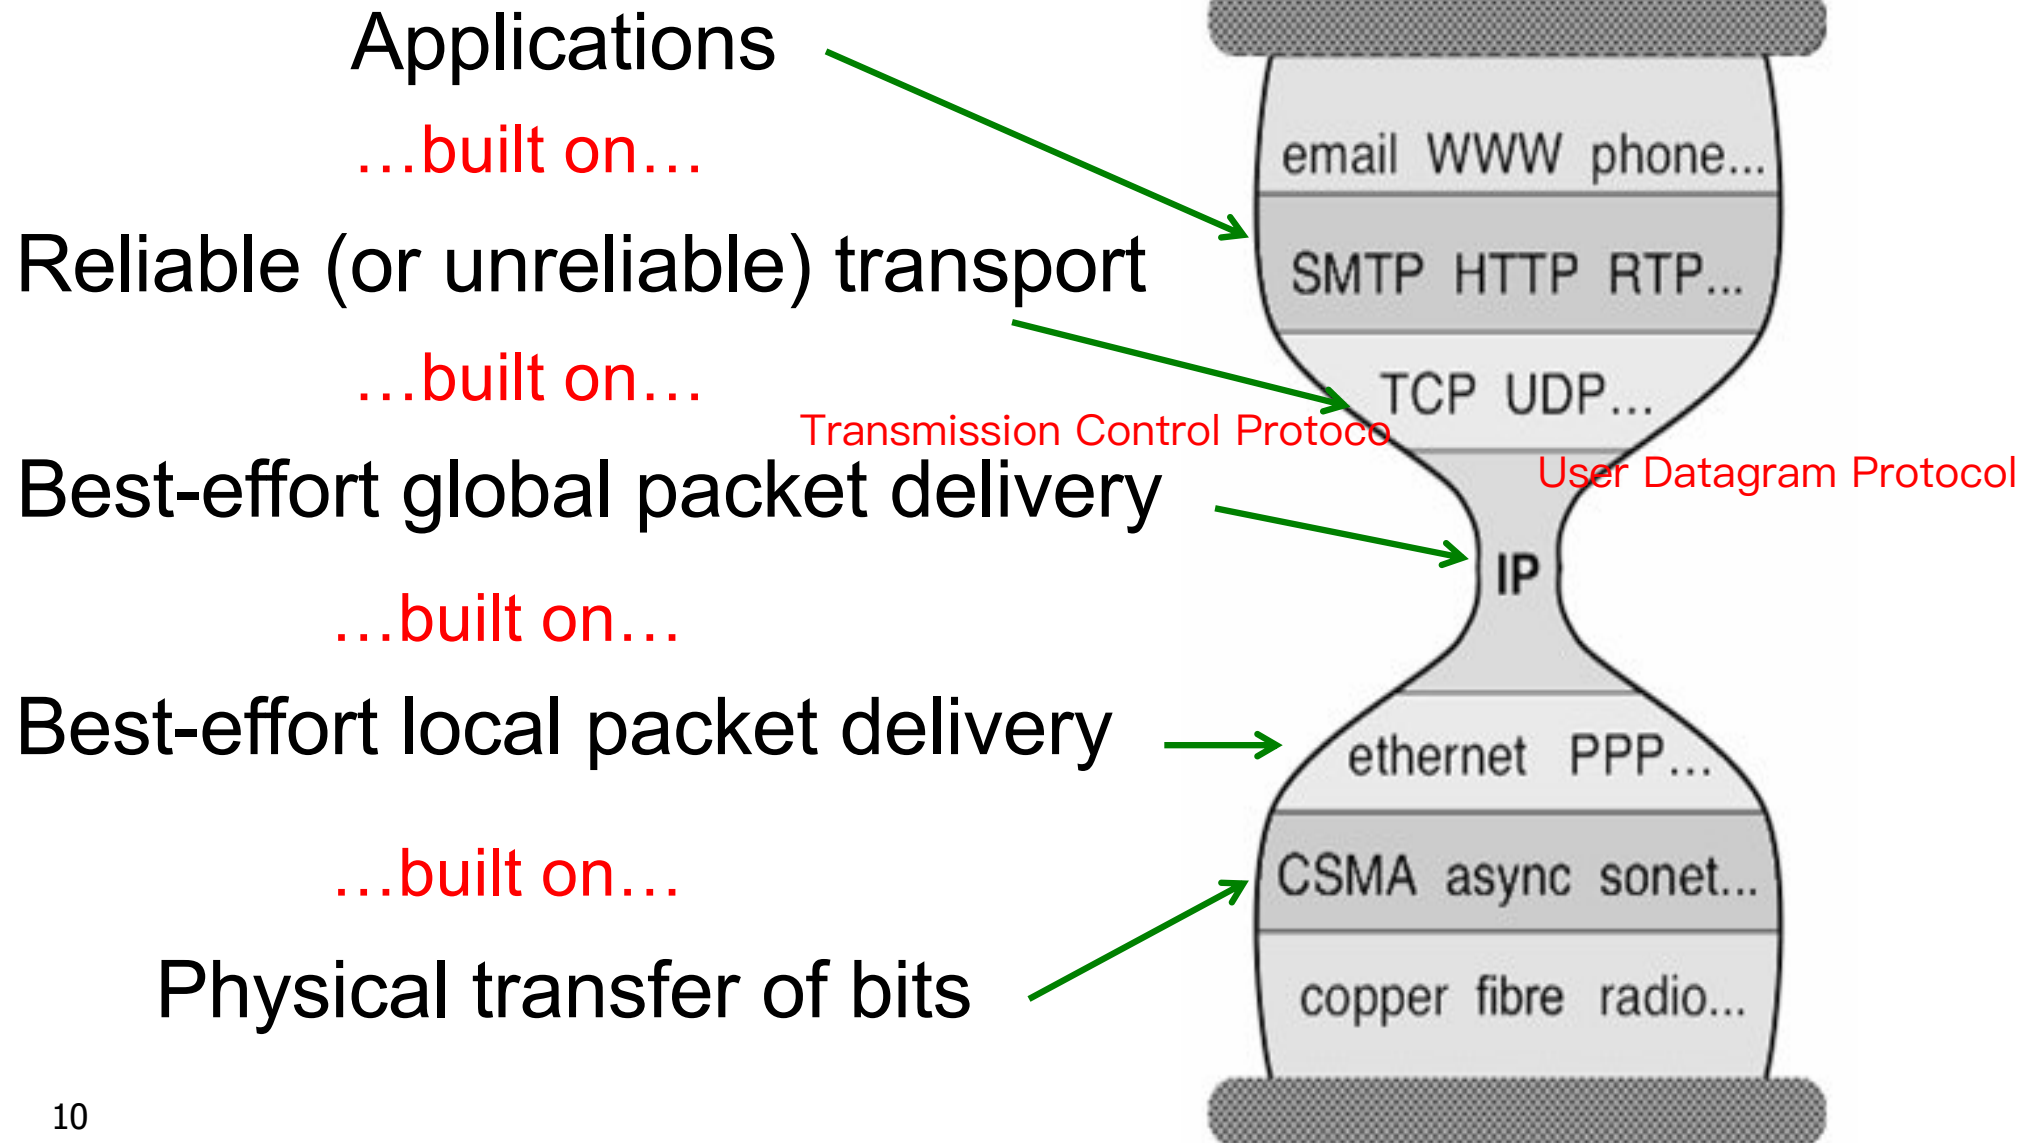 Applications
…built on…
Reliable (or unreliable) transport
…built on…
Best-effort global packet delivery
…built on…
Best-effort local packet delivery
…built on…
Physical transfer of bits
10
email WWW phone...
SMTP HTTP RTP...
TCP UDP…
Transmission Control Protoco
User Datagram Protocol
IP
ethernet PPP…
CSMA async sonet...
copper fibre radio...